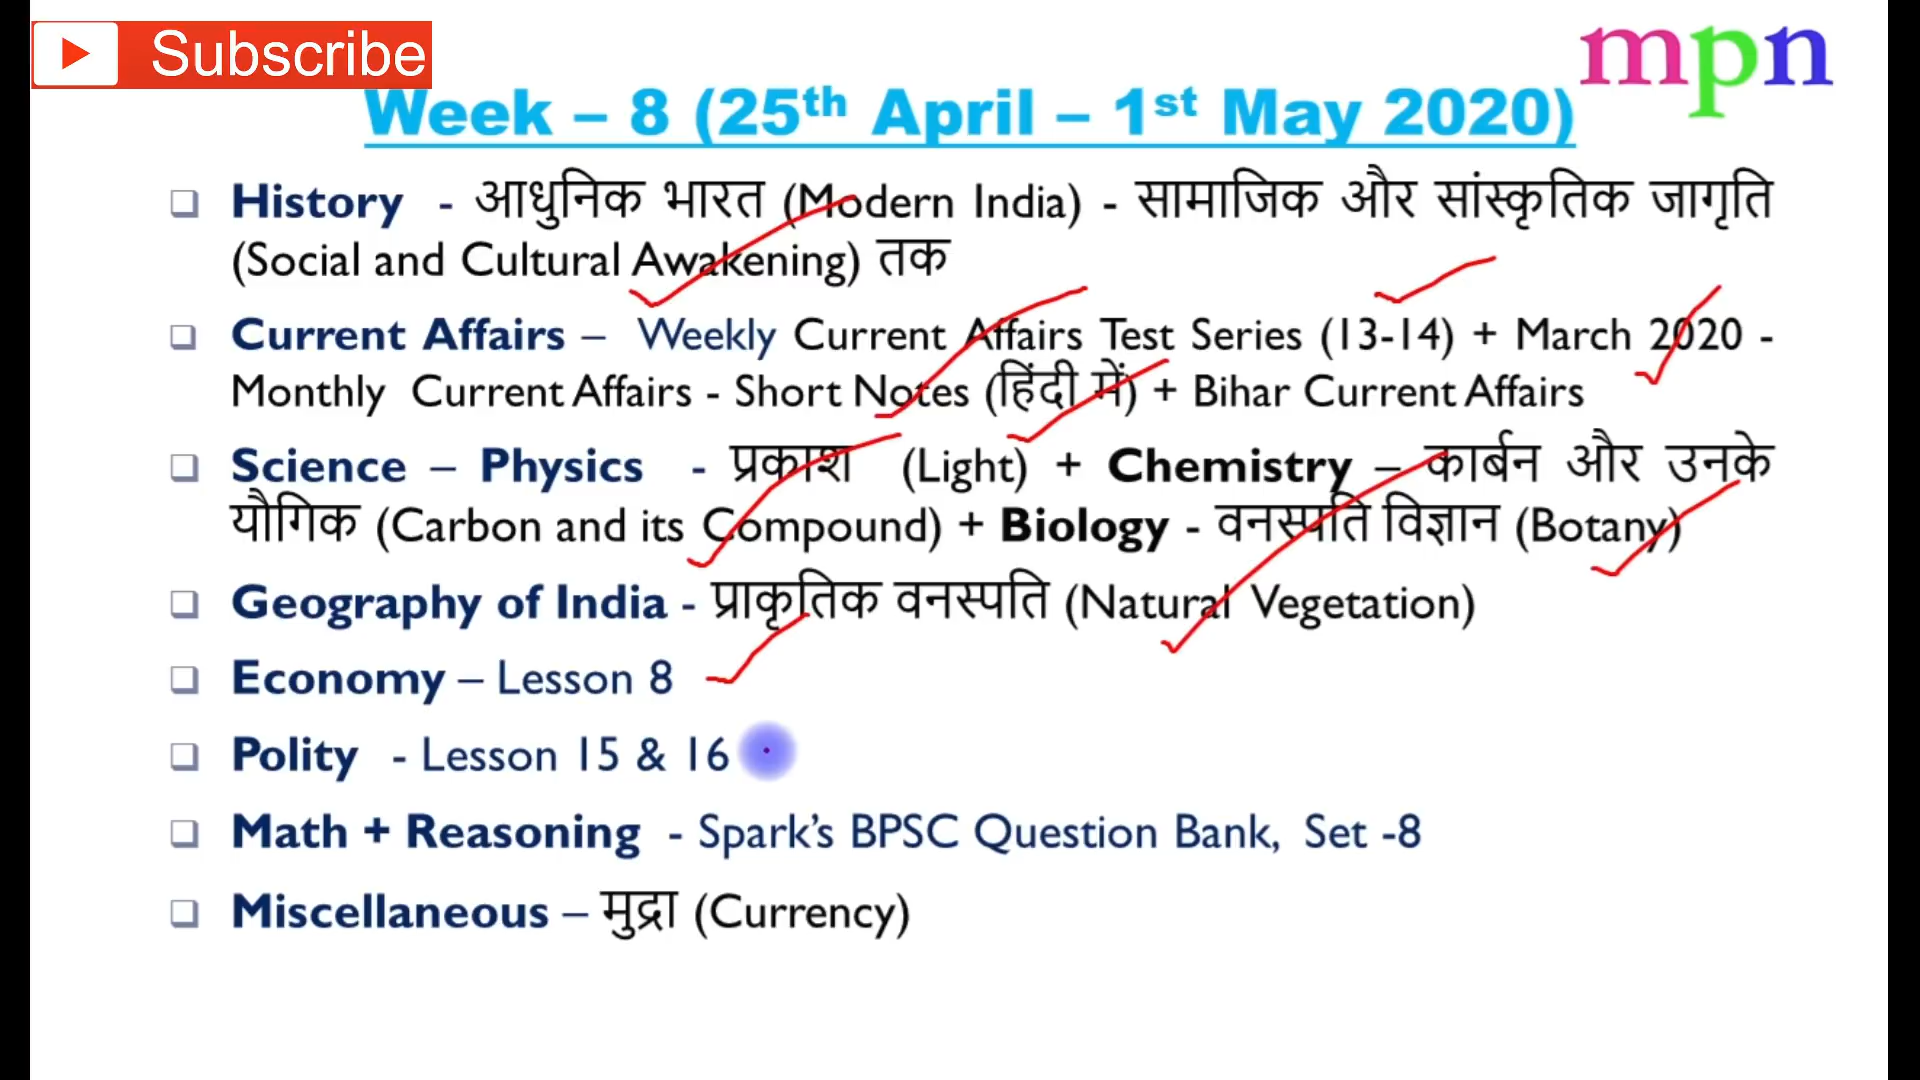 Subscribe
mpn
Week – 8 (25th April – 1st May 2020)
History - आधुनिक भारत (Modern India) - सामाजिक और सांस्कृतिक जागृति
(Social and Cultural Awakening) तक
Current Affairs – Weekly Current Affairs Test Series (13-14) + March 2020 -
Monthly Current Affairs - Short Notes (हिंदी में) + Bihar Current Affairs
Science – Physics - प्रकाश (Light) + Chemistry – कार्बन और उनके
यौगिक (Carbon and its Compound) + Biology - वनस्पति विज्ञान (Botany)
Geography of India - प्राकृतिक वनस्पति (Natural Vegetation)
Economy – Lesson 8
Polity - Lesson 15 & 16
Math + Reasoning - Spark's BPSC Question Bank, Set -8
Miscellaneous – मुद्रा (Currency)